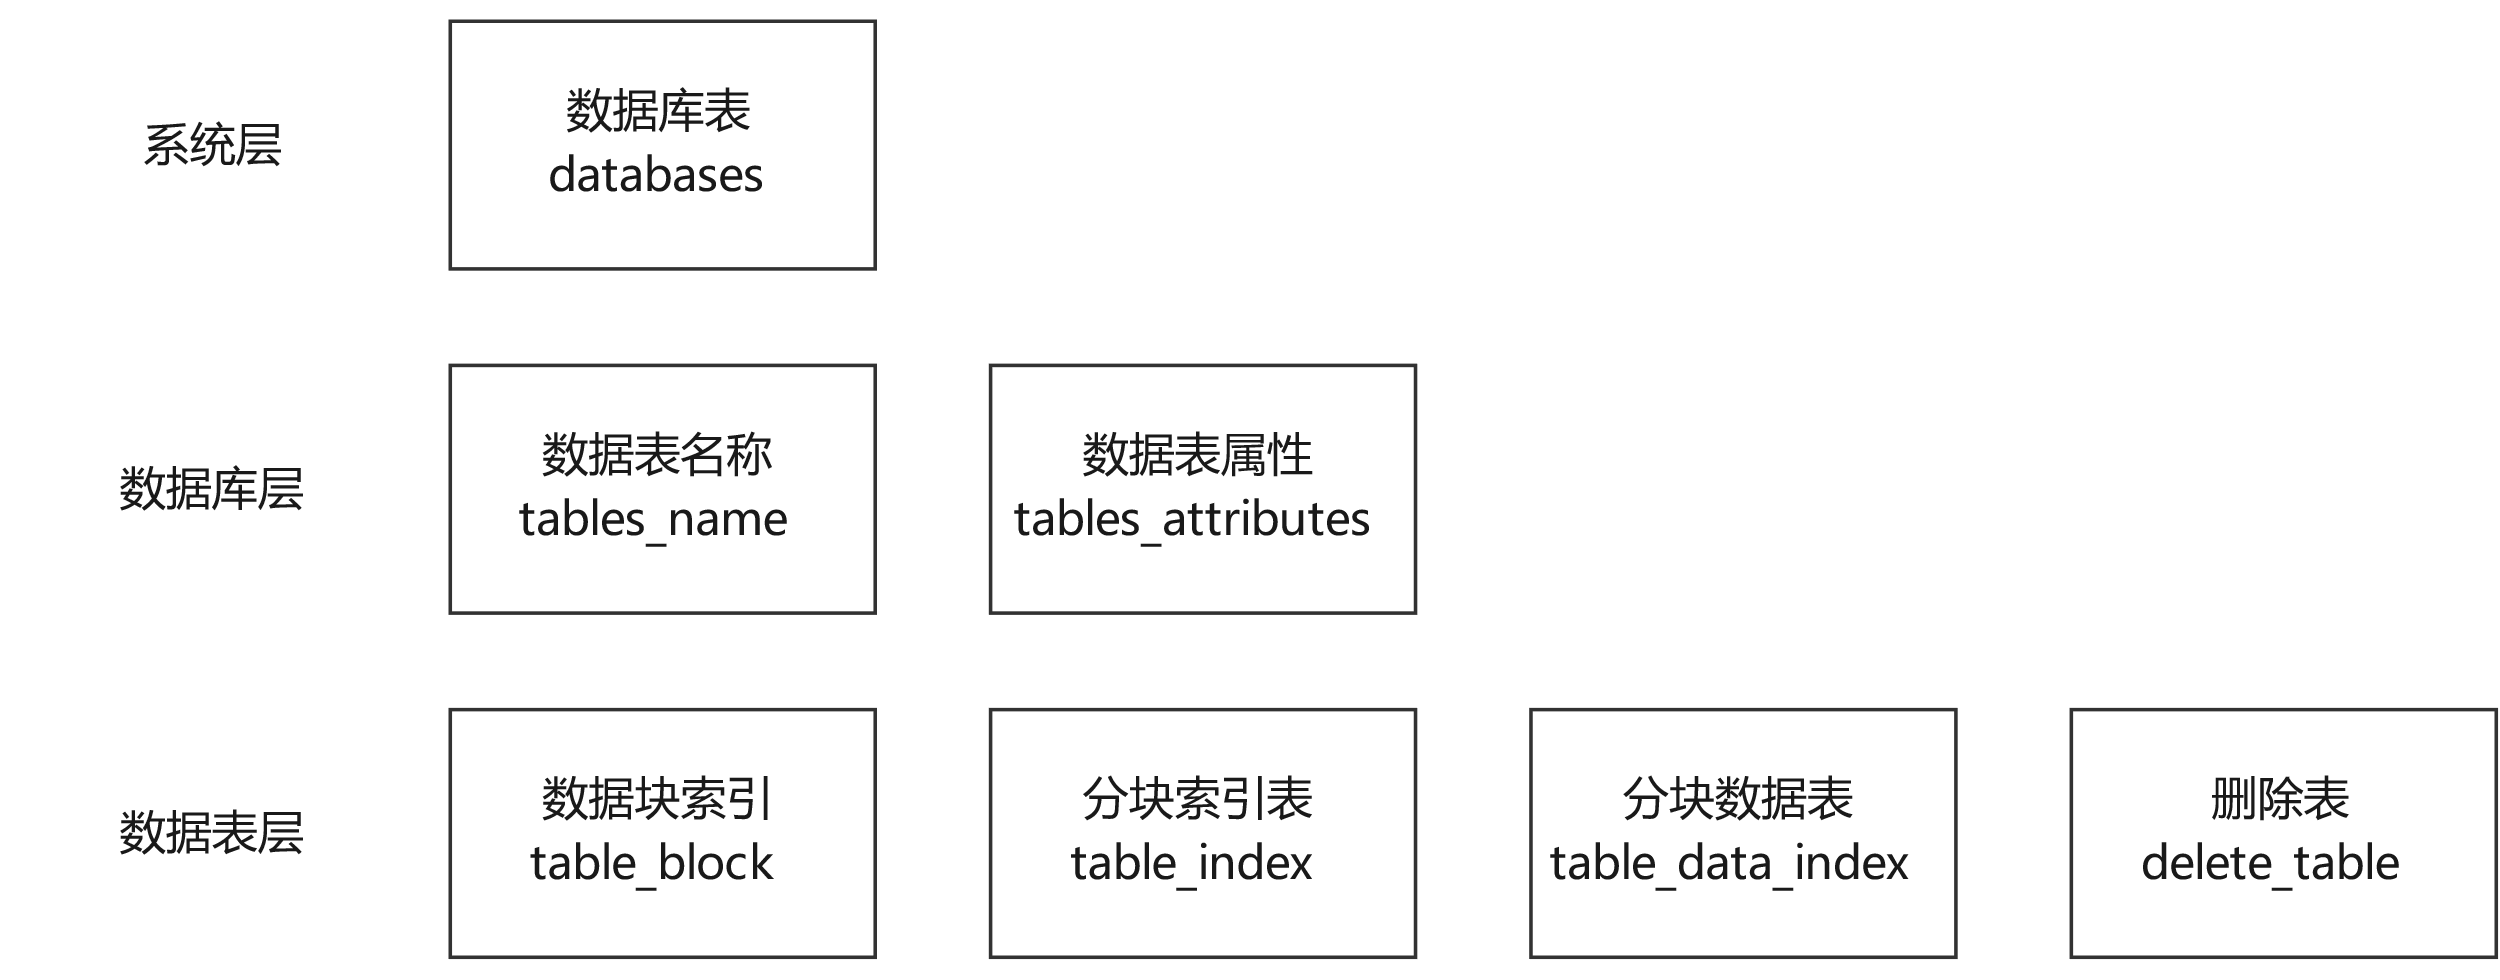 系统层
数据库表
databases
数据库层
数据表名称
tables_name
数据表属性
tables_attributes
数据表层
数据块索引
table_block
分块索引表
table_index
分块数据表
table_data_index
删除表
delete_table